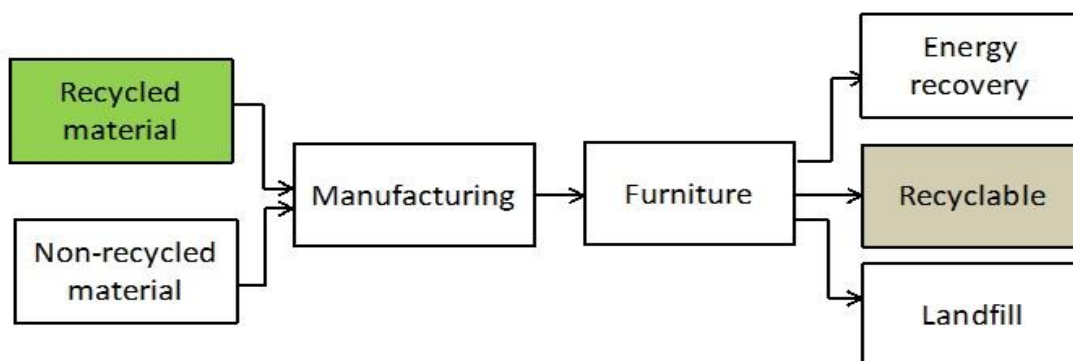 Recycled
material
Non-recycled
material
Manufacturing
Furniture
Energy
recovery
Recyclable
Landfill